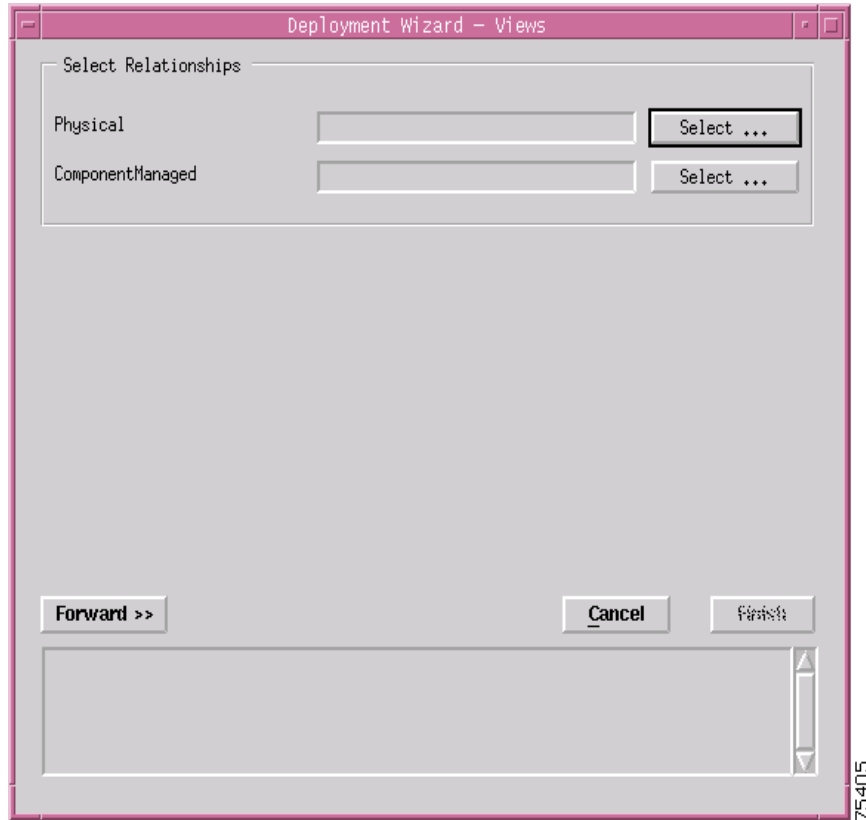 Deployment Wizard – Views
Select Relationships
Physical
Select ...
ComponentManaged
Select ...
Forward >>
Cancel
Finish
75405